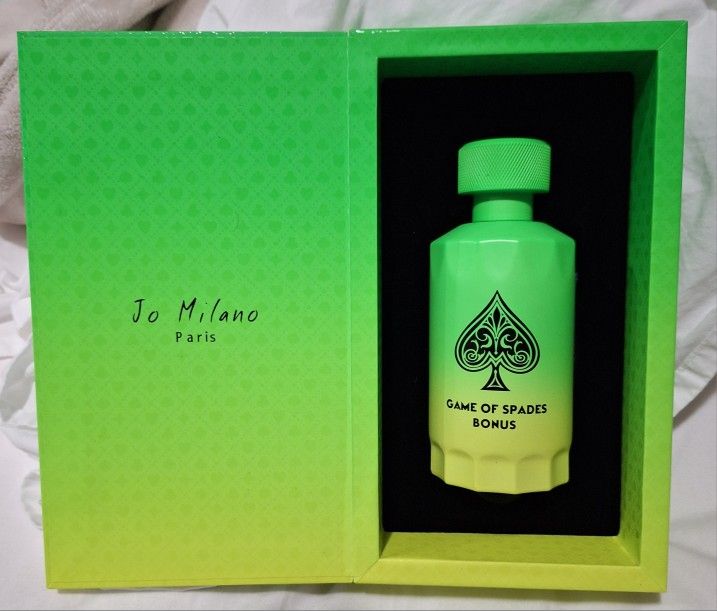 Jo Milano
Paris
GAME OF SPADES
BONUS